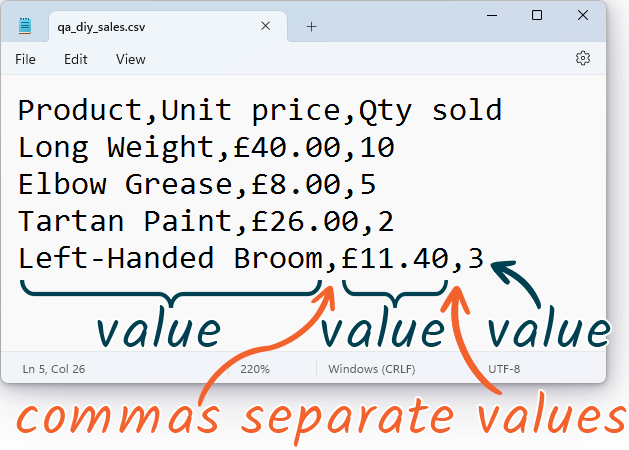 qa_diy_sales.csv
File Edit View
Product,Unit price,Qty sold
Long Weight,£40.00,10
Elbow Grease,£8.00,5
Tartan Paint,£26.00,2
Left-Handed Broom,£11.40,3
value value value
Ln 5, Col 26 220% Windows (CRLF) UTF-8
commas separate values